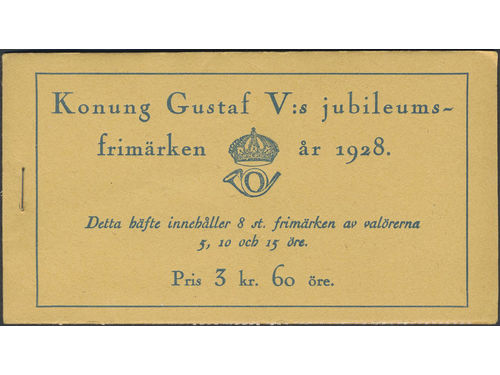 Konung Gustaf V:s jubileums-
frimärken år 1928.
Detta häfte innehåller 8 st. frimärken av valörerna
5, 10 och 15 öre.
Pris 3 kr. 60 öre.